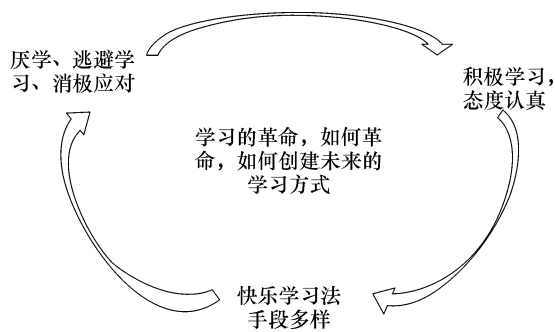 厌学、逃避学
习、消极应对
积极学习，
态度认真
学习的革命，如何革
命，如何创建未来的
学习方式
快乐学习法
手段多样